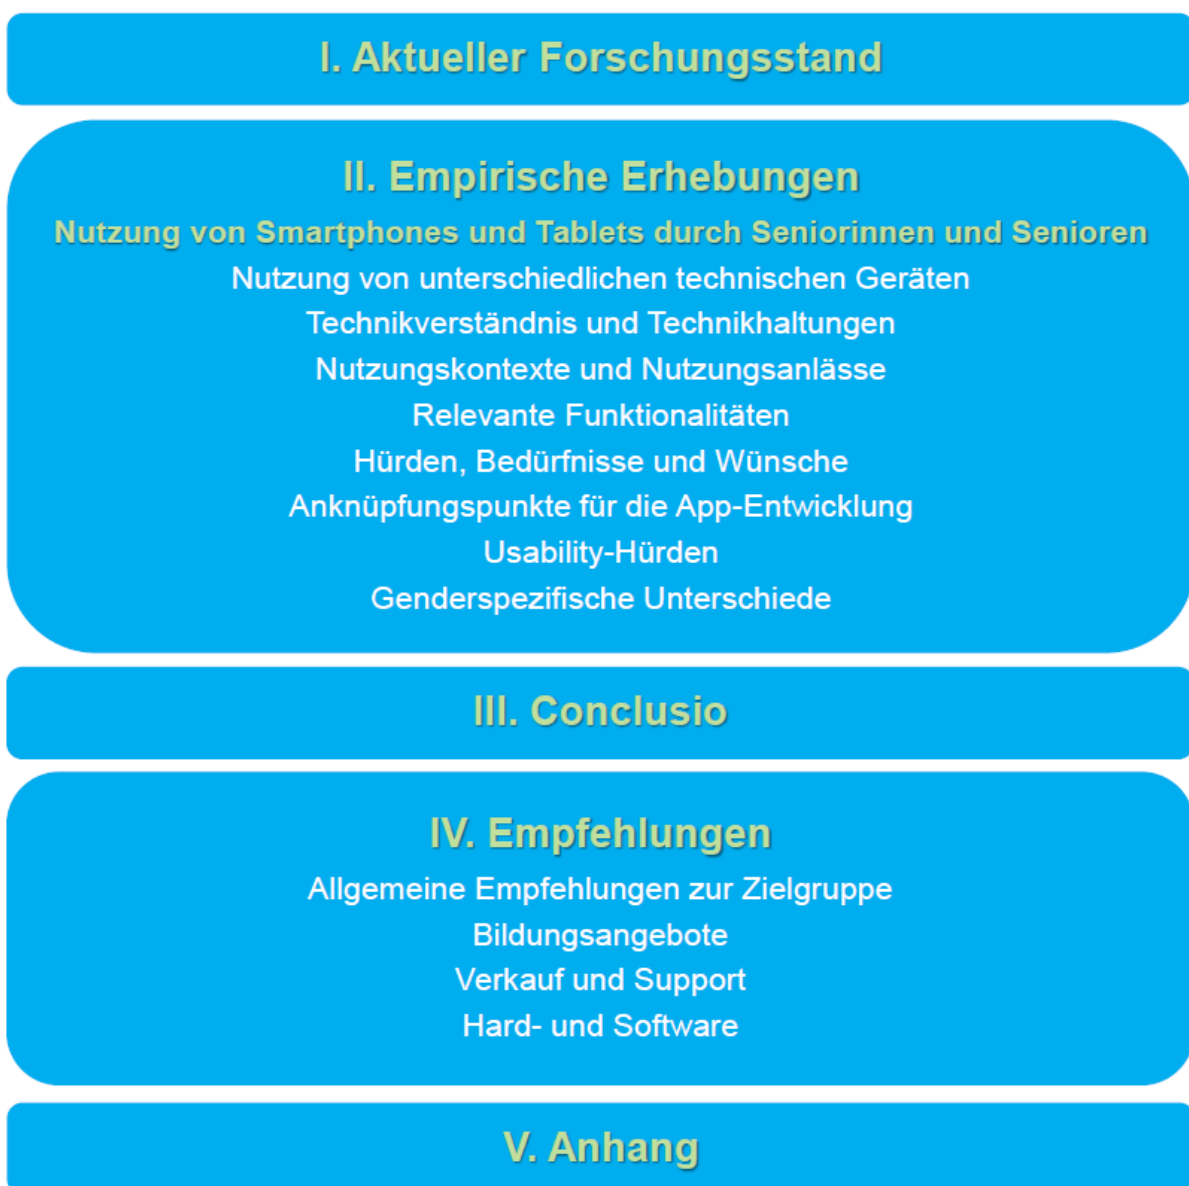 I. Aktueller Forschungsstand
II. Empirische Erhebungen
Nutzung von Smartphones und Tablets durch Seniorinnen und Senioren
Nutzung von unterschiedlichen technischen Geräten
Technikverständnis und Technikhaltungen
Nutzungskontexte und Nutzungsanlässe
Relevante Funktionalitäten
Hürden, Bedürfnisse und Wünsche
Anknüpfungspunkte für die App-Entwicklung
Usability-Hürden
Genderspezifische Unterschiede
III. Conclusio
IV. Empfehlungen
Allgemeine Empfehlungen zur Zielgruppe
Bildungsangebote
Verkauf und Support
Hard- und Software
V. Anhang